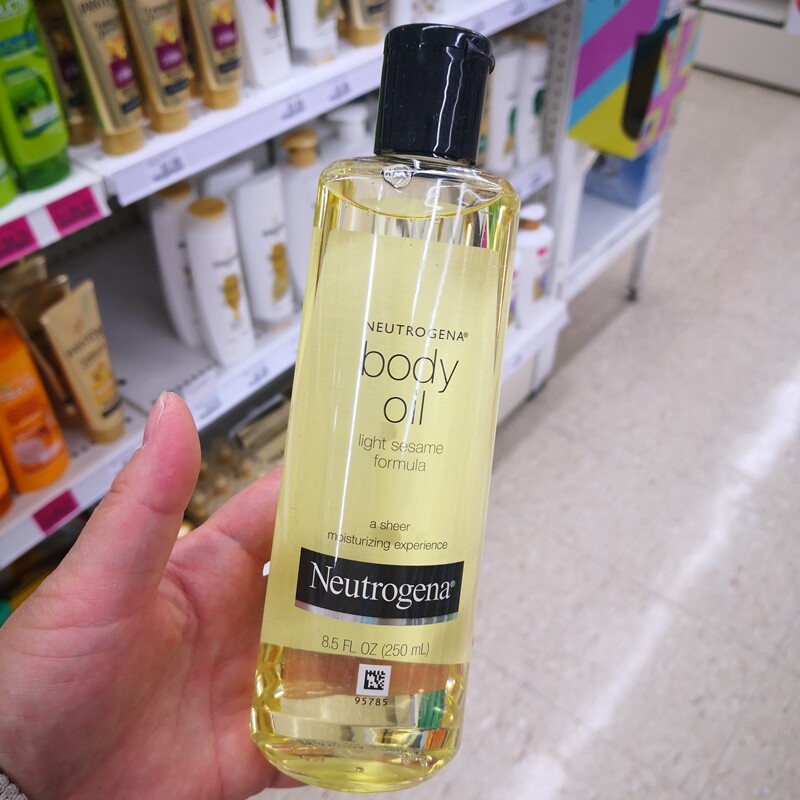 NEUTROGENA®
body
oil
light sesame
formula
a sheer
moisturizing experience
Neutrogena®
8.5 FL OZ (250 mL)
95785